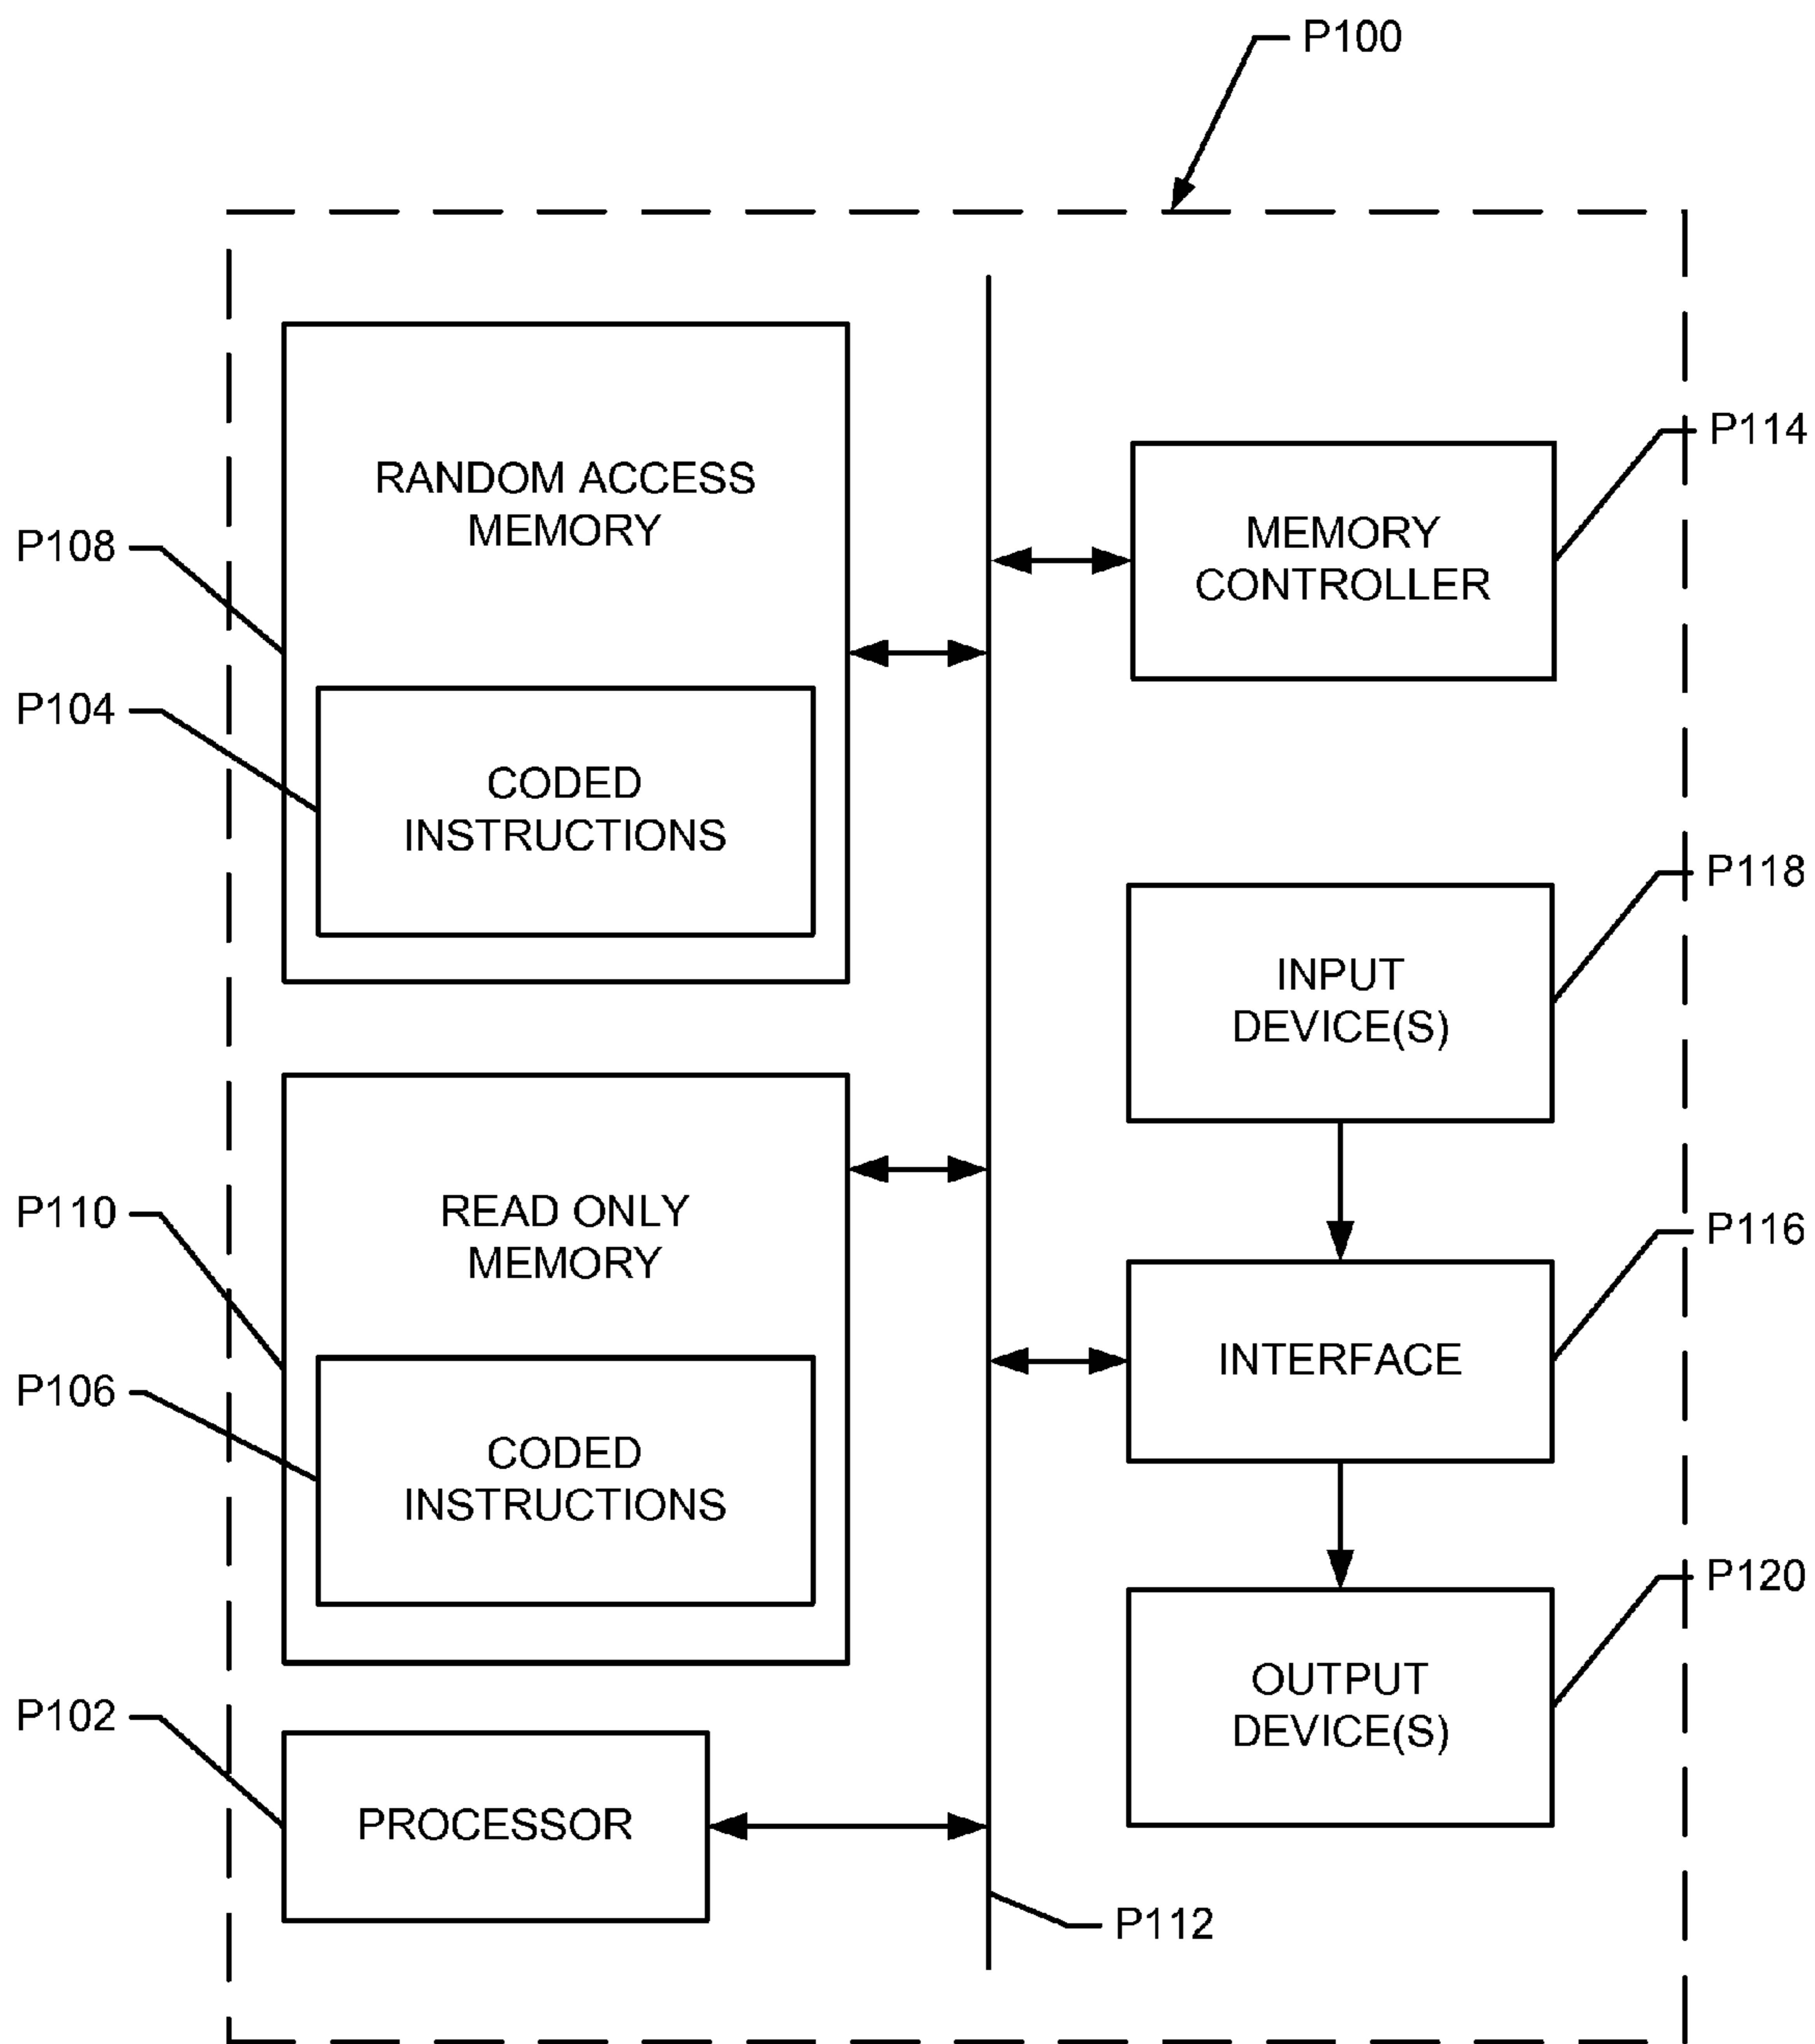 P100
P114
RANDOM ACCESS
MEMORY
P108
MEMORY
CONTROLLER
P104
CODED
INSTRUCTIONS
P118
INPUT
DEVICE(S)
P110
READ ONLY
MEMORY
P116
INTERFACE
P106
CODED
INSTRUCTIONS
P120
OUTPUT
DEVICE(S)
P102
PROCESSOR
P112